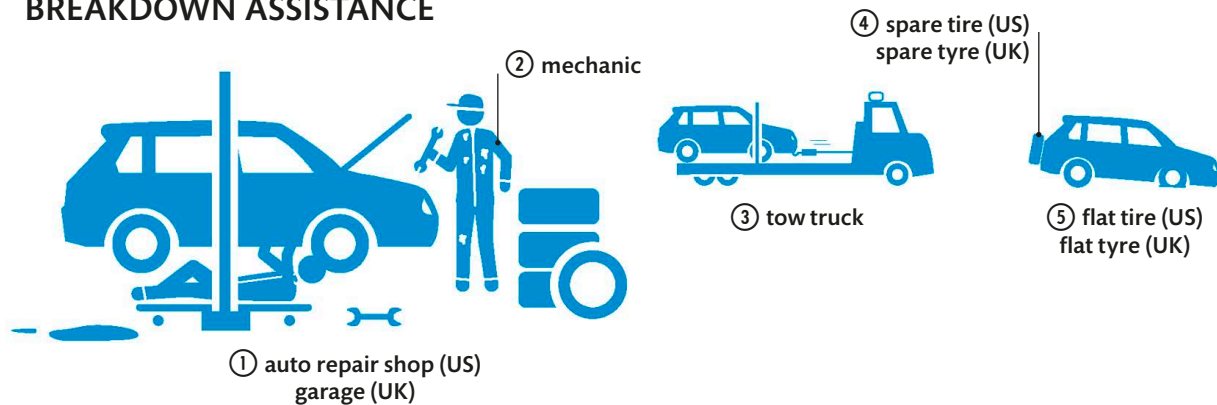 BREAKDOWN ASSISTANCE
② mechanic
④ spare tire (US)
spare tyre (UK)
③ tow truck
⑤ flat tire (US)
flat tyre (UK)
① auto repair shop (US)
garage (UK)